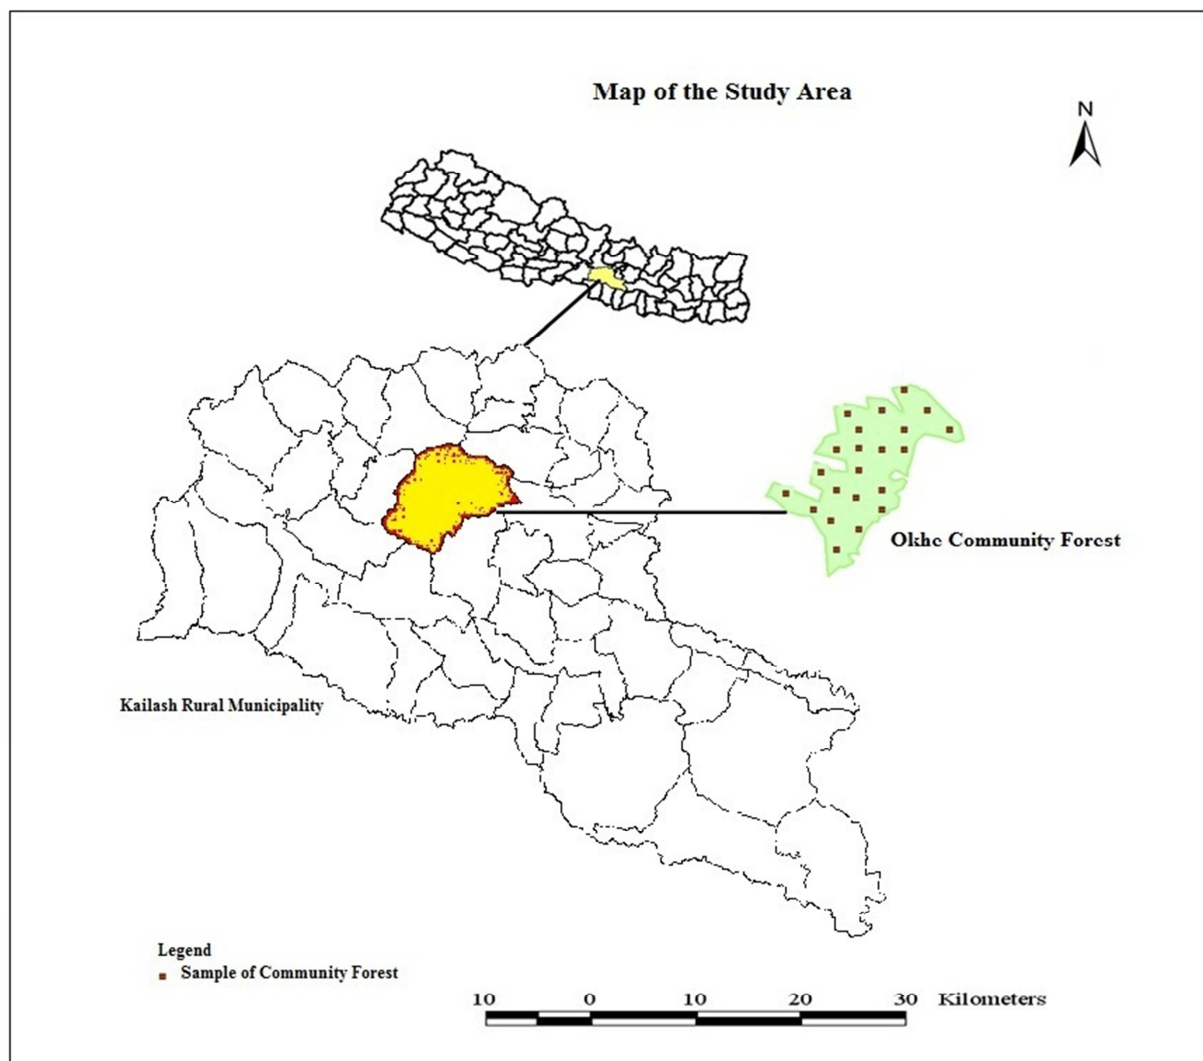 Map of the Study Area
N
Okhe Community Forest
Kailash Rural Municipality
Legend
Sample of Community Forest
10 0 10 20 30 Kilometers